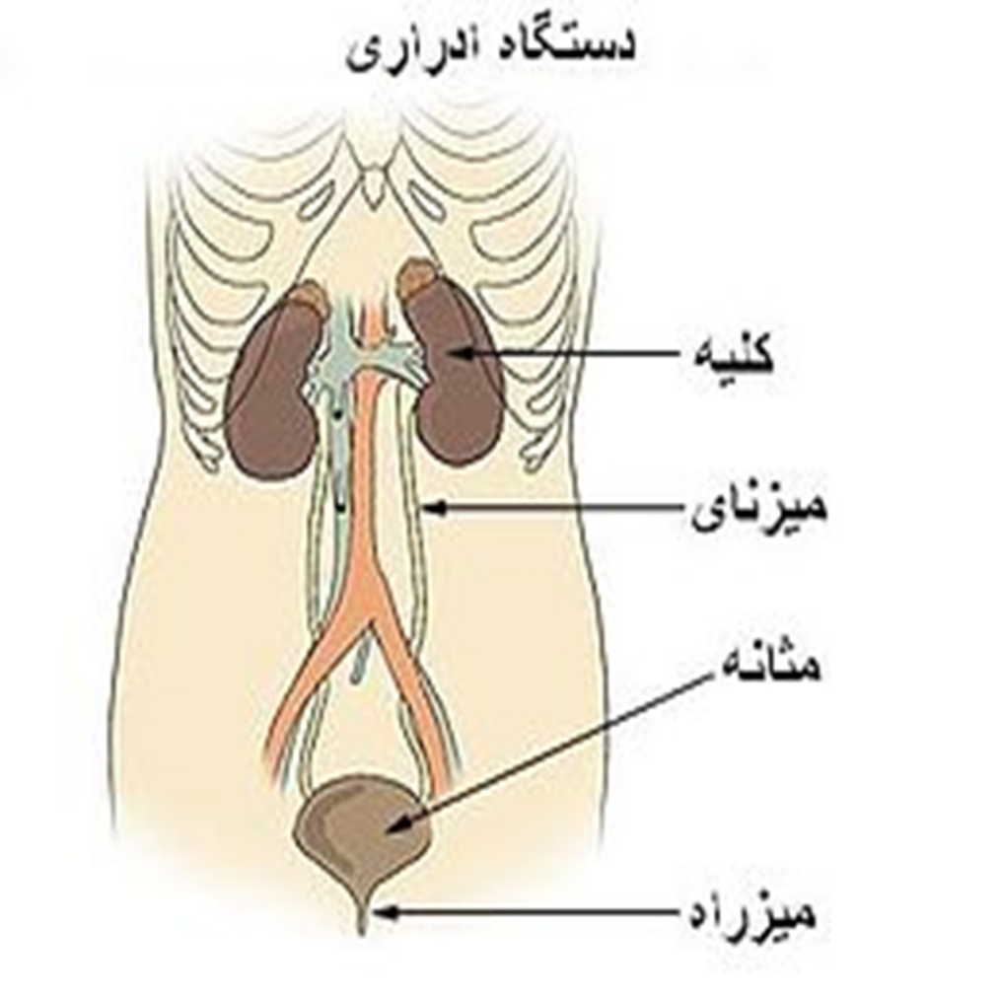 دستگاه ادراری
کلیه
میزنای
مثانه
میزراه